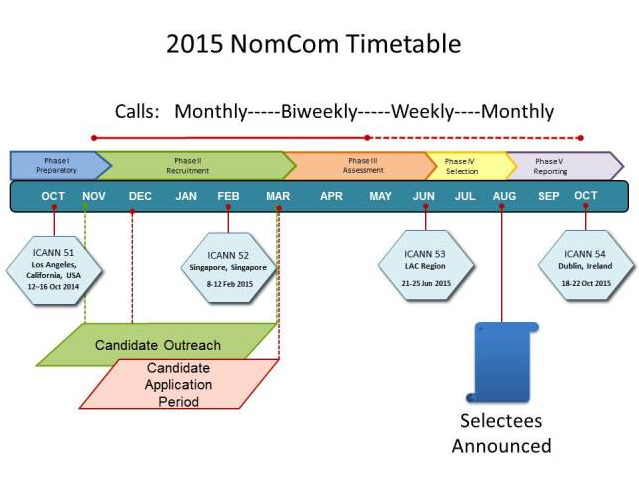 2015 NomCom Timetable
Calls: Monthly-----Biweekly-----Weekly----Monthly
Phase I
Preparatory
Phase II
Recruitment
Phase III
Assessment
Phase IV
Selection
Phase V
Reporting
OCT NOV DEC JAN FEB MAR APR MAY JUN JUL AUG SEP OCT
ICANN 51
Los Angeles,
California, USA
12–16 Oct 2014
ICANN 52
Singapore, Singapore
8-12 Feb 2015
ICANN 53
LAC Region
21-25 Jun 2015
ICANN 54
Dublin, Ireland
18-22 Oct 2015
Candidate Outreach
Candidate
Application
Period
Selectees
Announced